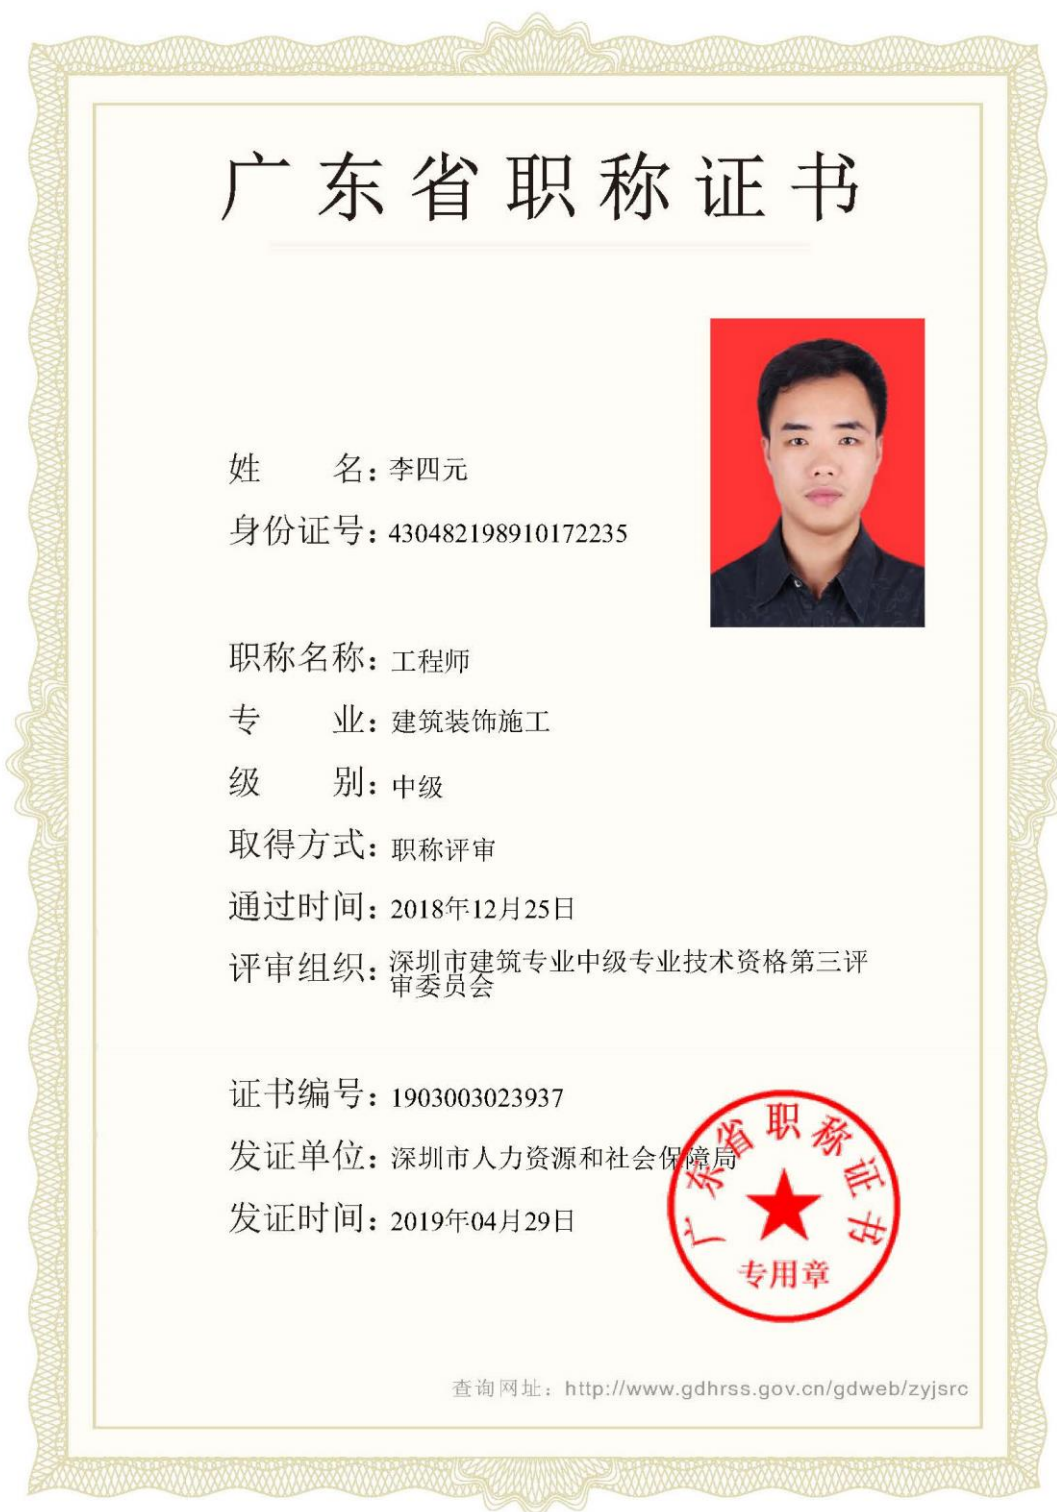 广东省职称证书
姓 名：李四元
身份证号：430482198910172235
职称名称：工程师
专 业：建筑装饰施工
级 别：中级
取得方式：职称评审
通过时间：2018年12月25日
评审组织：深圳市建筑专业中级专业技术资格第三评
审委员会
证书编号：1903003023937
发证单位：深圳市人力资源和社会保障局
发证时间：2019年04月29日
广东省职称证书
专用章
查询网址：http://www.gdhrss.gov.cn/gdweb/zyjsrc